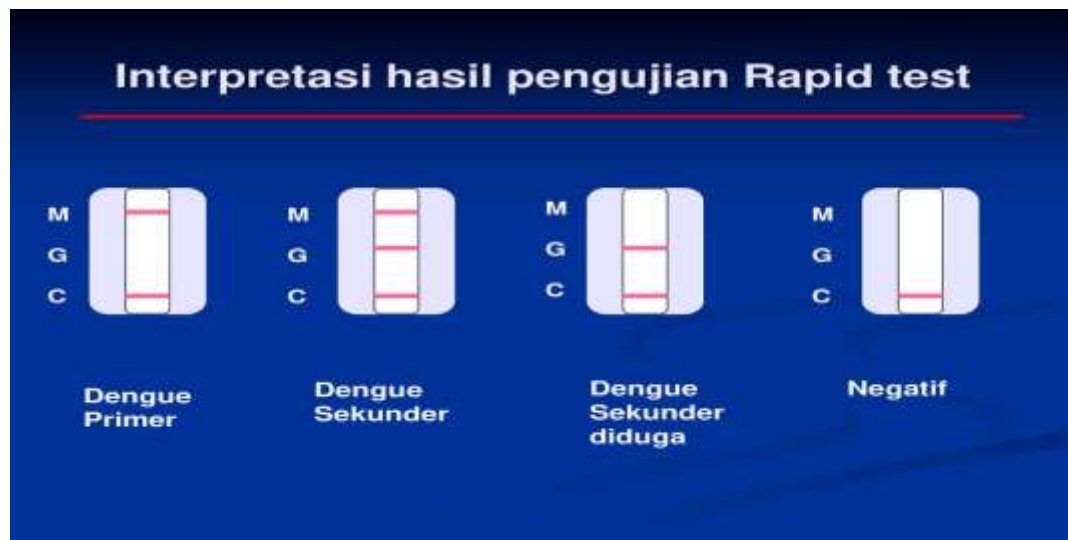 Interpretasi hasil pengujian Rapid test
M
G
C
Dengue
Primer
M
G
C
Dengue
Sekunder
M
G
C
Dengue
Sekunder
diduga
M
G
C
Negatif